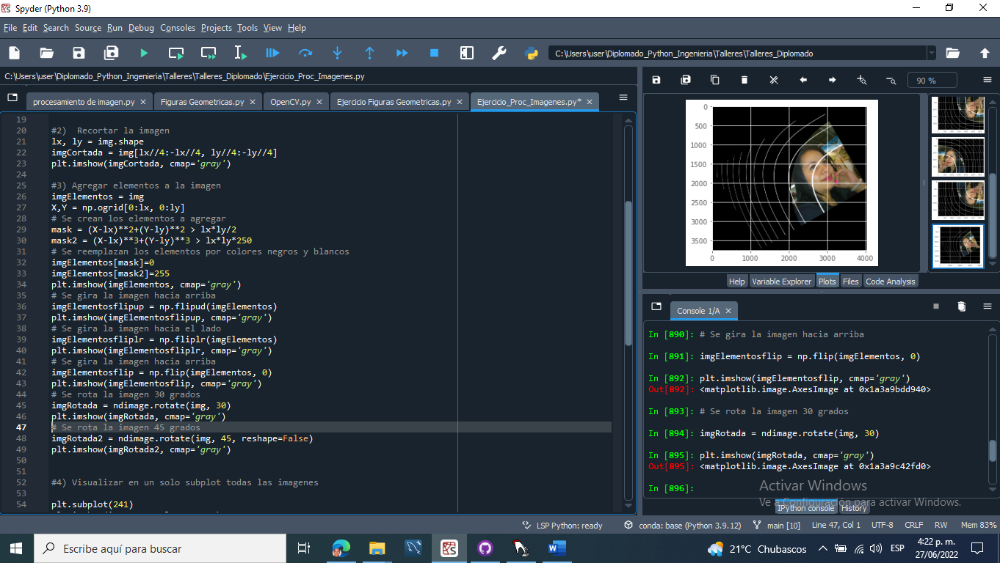 Spyder (Python 3.9)
File Edit Search Source Run Debug Consoles Projects Tools View Help
C:\Users\user\Diplomado_Python_Ingenieria\Talleres\Talleres_Diplomado
C:\Users\user\Diplomado_Python_Ingenieria\Talleres\Talleres_Diplomado\Ejercicio_Proc_Imagenes.py
procesamiento de imagen.py Figuras Geometricas.py OpenCV.py Ejercicio Figuras Geometricas.py Ejercicio_Proc_Imagenes.py*
19
20 #2)  Recortar la imagen
21 lx, ly = img.shape
22 imgCortada = img[lx//4:-lx//4, ly//4:-ly//4]
23 plt.imshow(imgCortada, cmap='gray')
24
25 #3) Agregar elementos a la imagen
26 imgElementos = img
27 X,Y = np.ogrid[0:lx, 0:ly]
28 # Se crean los elementos a agregar
29 mask = (X-lx)**2+(Y-ly)**2 > lx*ly/2
30 mask2 = (X-lx)**3+(Y-ly)**3 > lx*ly*250
31 # Se reemplazan los elementos por colores negros y blancos
32 imgElementos[mask]=0
33 imgElementos[mask2]=255
34 plt.imshow(imgElementos, cmap='gray')
35 # Se gira la imagen hacia arriba
36 imgElementosflipup = np.flipud(imgElementos)
37 plt.imshow(imgElementosflipup, cmap='gray')
38 # Se gira la imagen hacia el lado
39 imgElementosfliplr = np.fliplr(imgElementos)
40 plt.imshow(imgElementosfliplr, cmap='gray')
41 # Se gira la imagen hacia arriba
42 imgElementosflip = np.flip(imgElementos, 0)
43 plt.imshow(imgElementosflip, cmap='gray')
44 # Se rota la imagen 30 grados
45 imgRotada = ndimage.rotate(img, 30)
46 plt.imshow(imgRotada, cmap='gray')
47 # Se rota la imagen 45 grados
48 imgRotada2 = ndimage.rotate(img, 45, reshape=False)
49 plt.imshow(imgRotada2, cmap='gray')
50
51
52 #4) Visualizar en un solo subplot todas las imagenes
53
54 plt.subplot(241)
90 %
0
500
1000
1500
2000
2500
3000
3500
0 1000 2000 3000 4000
Help Variable Explorer Plots Files Code Analysis
Console 1/A
In [890]: # Se gira la imagen hacia arriba
In [891]: imgElementosflip = np.flip(imgElementos, 0)
In [892]: plt.imshow(imgElementosflip, cmap='gray')
Out[892]: <matplotlib.image.AxesImage at 0x1a3a9bdd940>
In [893]: # Se rota la imagen 30 grados
In [894]: imgRotada = ndimage.rotate(img, 30)
In [895]: plt.imshow(imgRotada, cmap='gray')
Out[895]: <matplotlib.image.AxesImage at 0x1a3a9c42fd0>
In [896]:
Activar Windows
Ve a Configuración para activar Windows.
IPython console History
LSP Python: ready conda: base (Python 3.9.12) main [10] Line 47, Col 1 UTF-8 CRLF RW Mem 83%
Escribe aquí para buscar
21°C Chubascos ESP 4:22 p. m.
27/06/2022